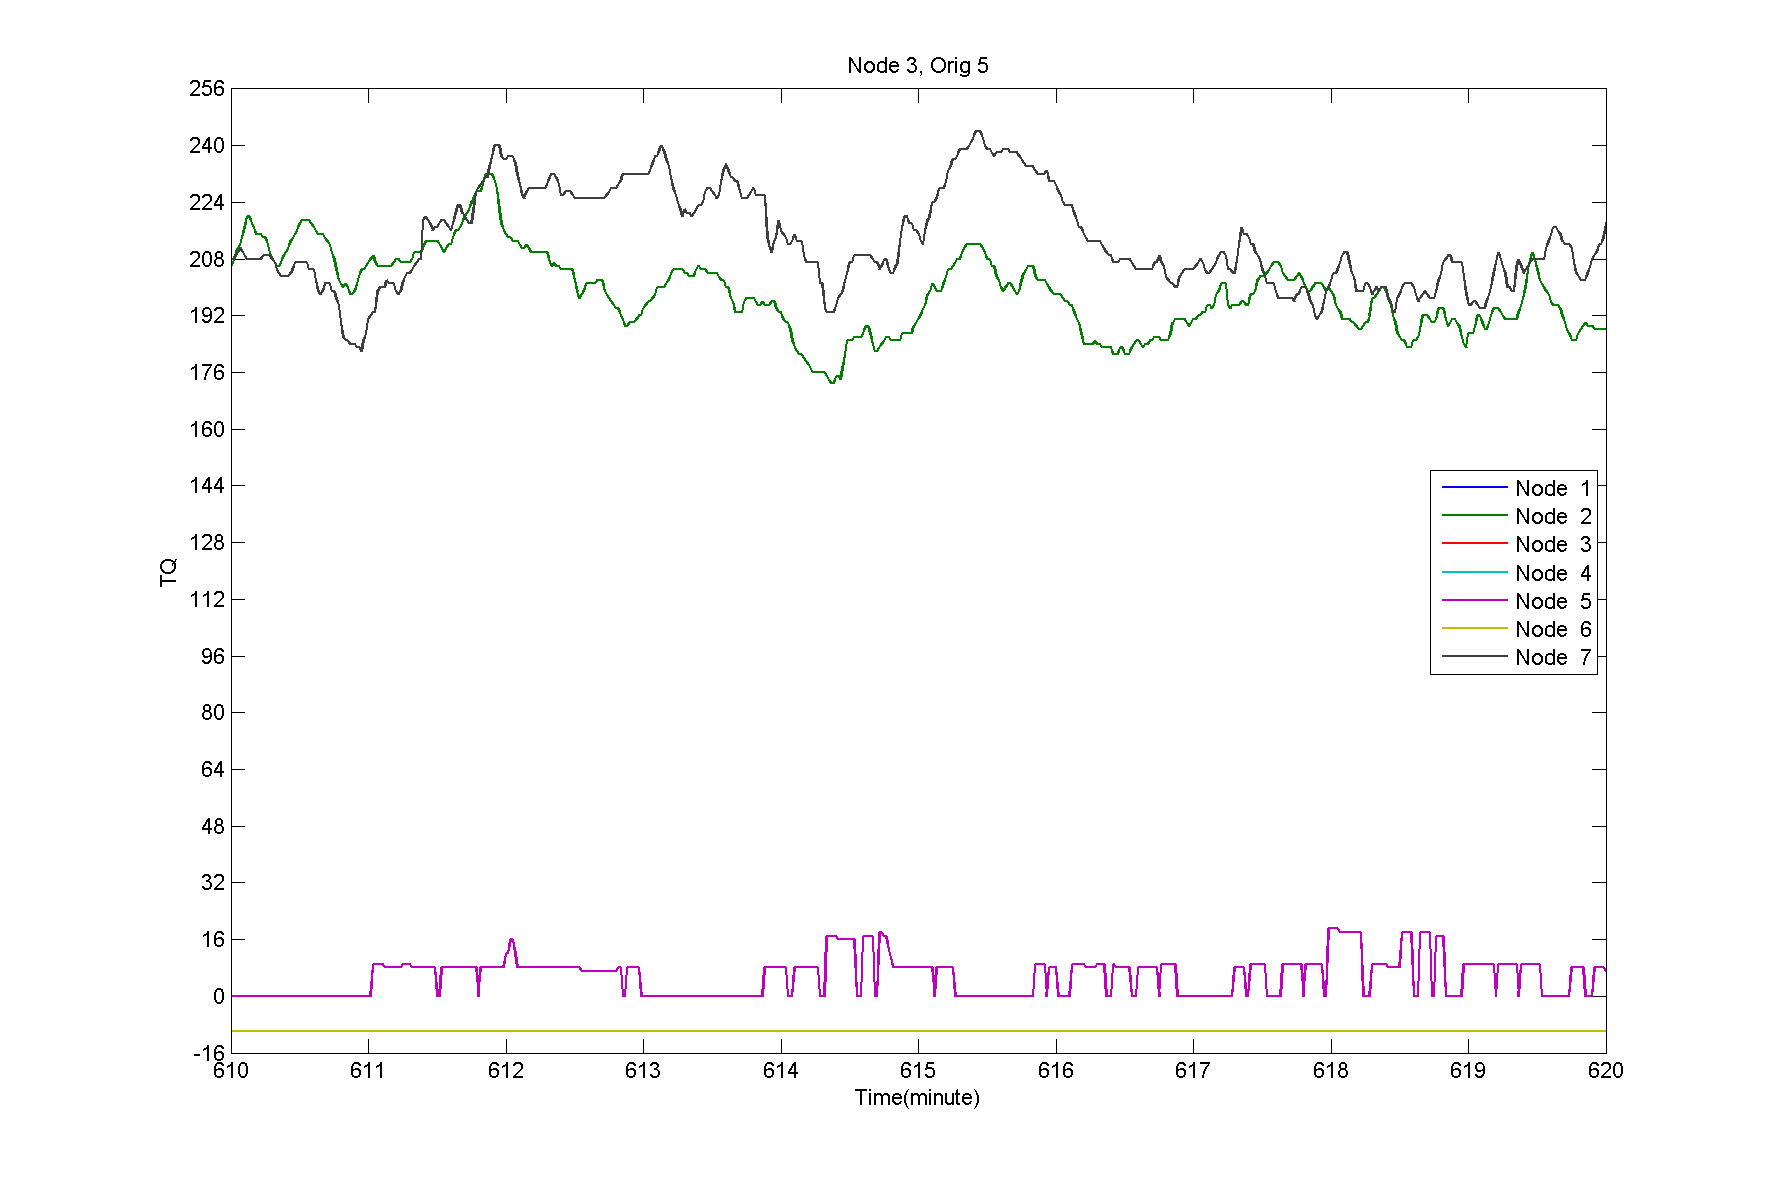 Node 3, Orig 5
256
240
224
208
192
176
160
144
128
112
96
80
64
48
32
16
0
-16
TQ
Node 1
Node 2
Node 3
Node 4
Node 5
Node 6
Node 7
610 611 612 613 614 615 616 617 618 619 620
Time(minute)